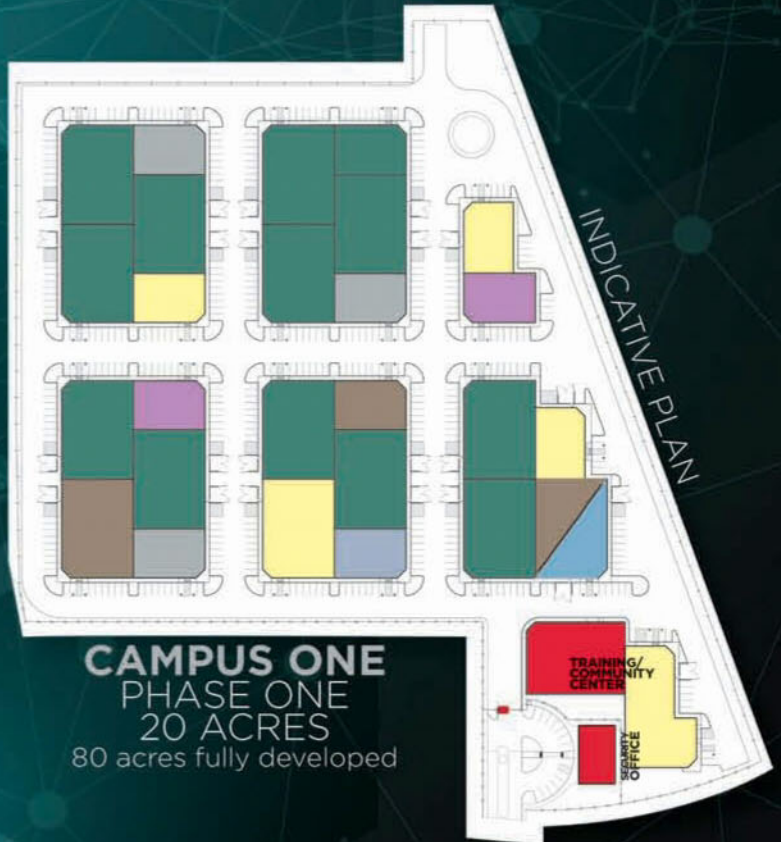 INDICATIVE PLAN
CAMPUS ONE
PHASE ONE
20 ACRES
80 acres fully developed
TRAINING/
COMMUNITY
CENTER
SECURITY
OFFICE